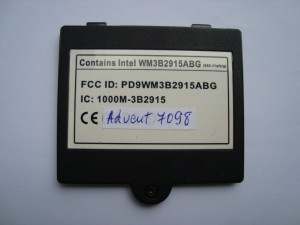 Contains Intel WM3B2915ABG
FCC ID: PD9WM3B2915ABG
IC: 1000M-3B2915
CE Advent 7098